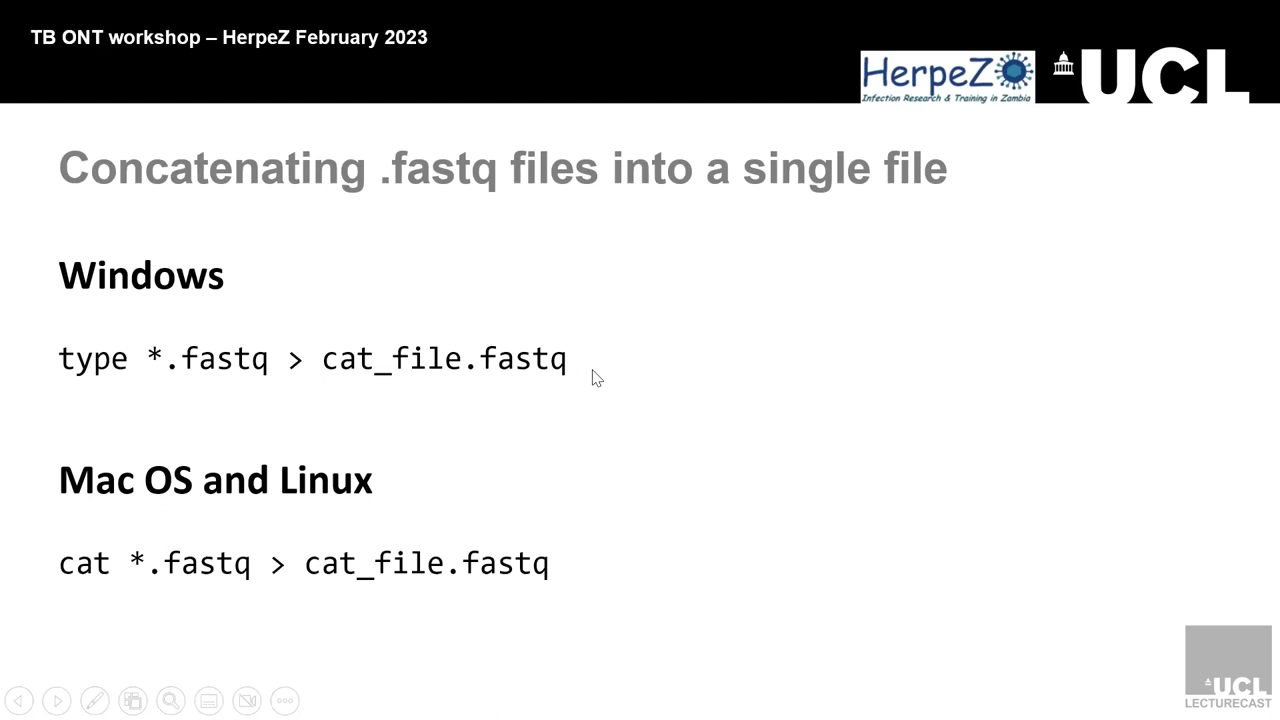 TB ONT workshop – HerpeZ February 2023
HerpeZ
Infection Research & Training in Zambia
UCL
Concatenating .fastq files into a single file
Windows
type *.fastq > cat_file.fastq
Mac OS and Linux
cat *.fastq > cat_file.fastq
UCL
LECTURECAST